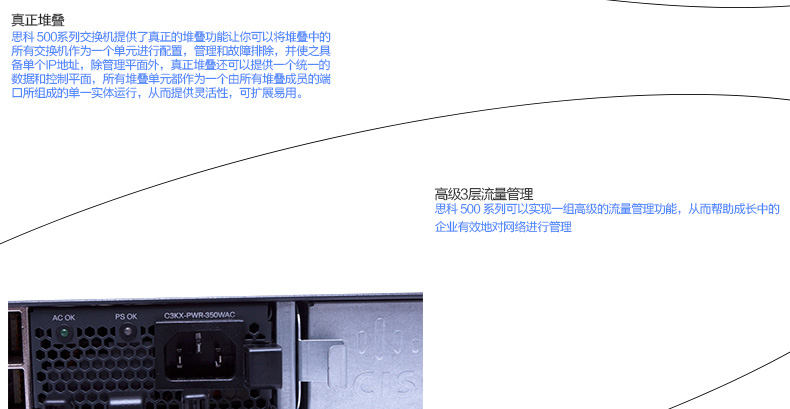 真正堆叠
思科 500系列交换机提供了真正的堆叠功能让你可以将堆叠中的
所有交换机作为一个单元进行配置，管理和故障排除，并使之具
备单个IP地址，除管理平面外，真正堆叠还可以提供一个统一的
数据和控制平面，所有堆叠单元都作为一个由所有堆叠成员的端
口所组成的单一实体运行，从而提供灵活性，可扩展易用。
高级3层流量管理
思科 500 系列可以实现一组高级的流量管理功能，从而帮助成长中的
企业有效地对网络进行管理
AC OK PS OK C3KX-PWR-350WAC
CISC